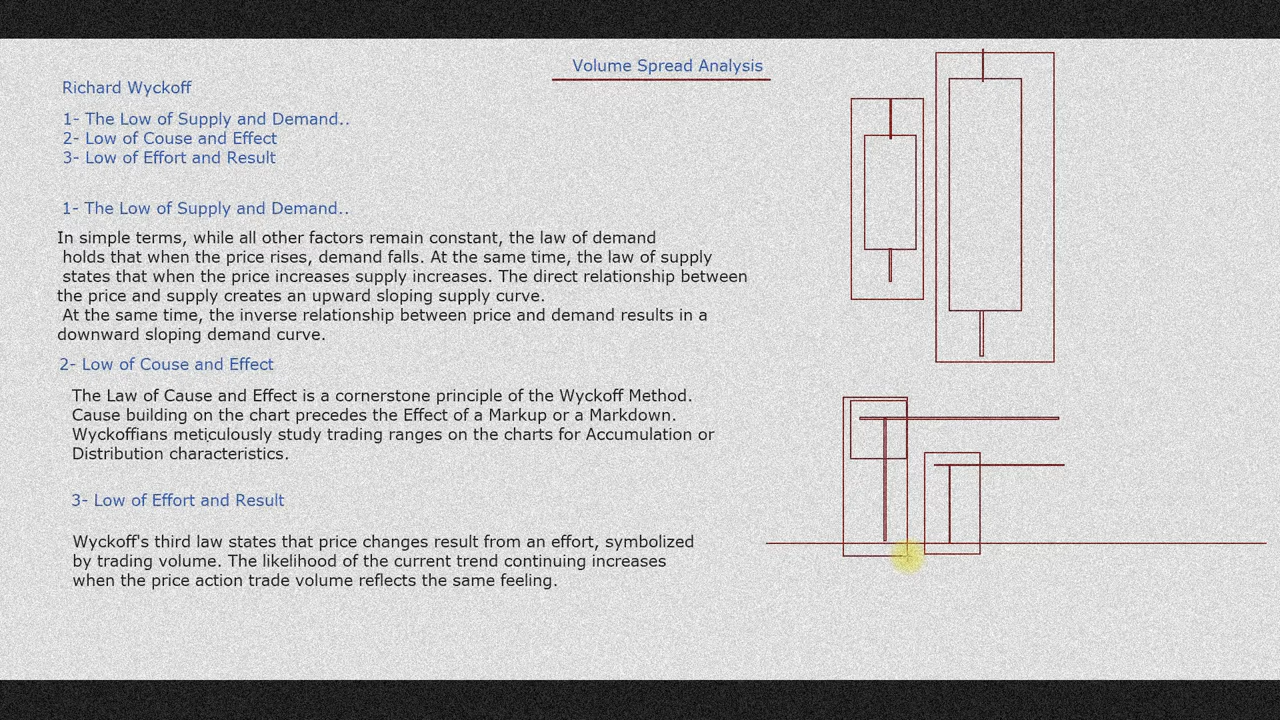 Volume Spread Analysis
Richard Wyckoff
1- The Low of Supply and Demand..
2- Low of Couse and Effect
3- Low of Effort and Result
1- The Low of Supply and Demand..
In simple terms, while all other factors remain constant, the law of demand
holds that when the price rises, demand falls. At the same time, the law of supply
states that when the price increases supply increases. The direct relationship between
the price and supply creates an upward sloping supply curve.
At the same time, the inverse relationship between price and demand results in a
downward sloping demand curve.
2- Low of Couse and Effect
The Law of Cause and Effect is a cornerstone principle of the Wyckoff Method.
Cause building on the chart precedes the Effect of a Markup or a Markdown.
Wyckoffians meticulously study trading ranges on the charts for Accumulation or
Distribution characteristics.
3- Low of Effort and Result
Wyckoff's third law states that price changes result from an effort, symbolized
by trading volume. The likelihood of the current trend continuing increases
when the price action trade volume reflects the same feeling.